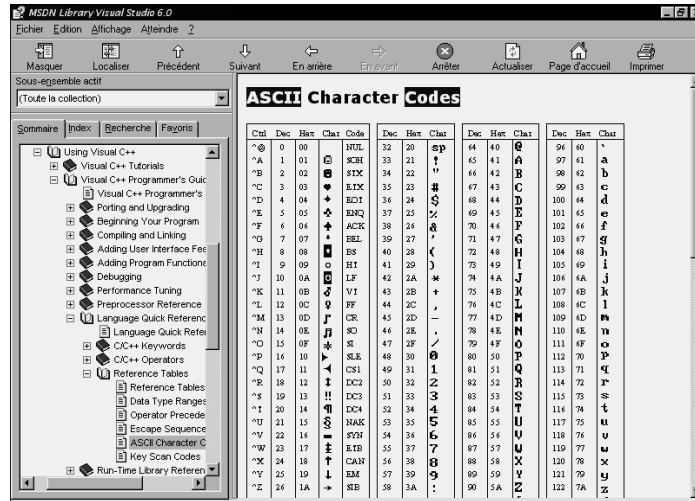 MSDN Library Visual Studio 6.0
Fichier Edition Affichage Atteindre ?
Masquer Localiser Précédent Suivant En arrière En avant Arrêter Actualiser Page d'accueil Imprimer
Sous-ensemble actif
(Toute la collection)
Sommaire Index Recherche Favoris
Using Visual C++
Visual C++ Tutorials
Visual C++ Programmer's Guid
Visual C++ Programmer's
Porting and Upgrading
Beginning Your Program
Compiling and Linking
Adding User Interface Fea
Adding Program Functiona
Debugging
Performance Tuning
Preprocessor Reference
Language Quick Referenc
Language Quick Refer
C/C++ Keywords
C/C++ Operators
Reference Tables
Reference Tables
Data Type Ranges
Operator Precede
Escape Sequence
ASCII Character C
Key Scan Codes
Run-Time Library Referen
ASCII Character Codes
Ctrl Dec Hex Char Code Dec Hex Char Dec Hex Char Dec Hex Char
^@ 0 00 NUL 32 20 sp 64 40 @ 96 60 `
^A 1 01 ☺ SOH 33 21 ! 65 41 A 97 61 a
^B 2 02 ☻ STX 34 22 " 66 42 B 98 62 b
^C 3 03 ♥ ETX 35 23 # 67 43 C 99 63 c
^D 4 04 ♦ EOT 36 24 $ 68 44 D 100 64 d
^E 5 05 ♣ ENQ 37 25 % 69 45 E 101 65 e
^F 6 06 ♠ ACK 38 26 & 70 46 F 102 66 f
^G 7 07 • BEL 39 27 ' 71 47 G 103 67 g
^H 8 08 ◘ BS 40 28 ( 72 48 H 104 68 h
^I 9 09 ○ HT 41 29 ) 73 49 I 105 69 i
^J 10 0A ◙ LF 42 2A * 74 4A J 106 6A j
^K 11 0B ♂ VT 43 2B + 75 4B K 107 6B k
^L 12 0C ♀ FF 44 2C , 76 4C L 108 6C l
^M 13 0D ♪ CR 45 2D – 77 4D M 109 6D m
^N 14 0E ♫ SO 46 2E . 78 4E N 110 6E n
^O 15 0F ☼ SI 47 2F / 79 4F O 111 6F o
^P 16 10 ► SLE 48 30 0 80 50 P 112 70 P
^Q 17 11 ◄ CS1 49 31 1 81 51 Q 113 71 q
^R 18 12 ↕ DC2 50 32 2 82 52 R 114 72 r
^S 19 13 ‼ DC3 51 33 3 83 53 S 115 73 s
^T 20 14 ¶ DC4 52 34 4 84 54 T 116 74 t
^U 21 15 § NAK 53 35 5 85 55 U 117 75 u
^V 22 16 ▬ SYN 54 36 6 86 56 V 118 76 v
^W 23 17 ↨ EIB 55 37 7 87 57 W 119 77 w
^X 24 18 ↑ CAN 56 38 8 88 58 X 120 78 x
^Y 25 19 ↓ EM 57 39 9 89 59 Y 121 79 y
^Z 26 1A → SIB 58 3A : 90 5A Z 122 7A z